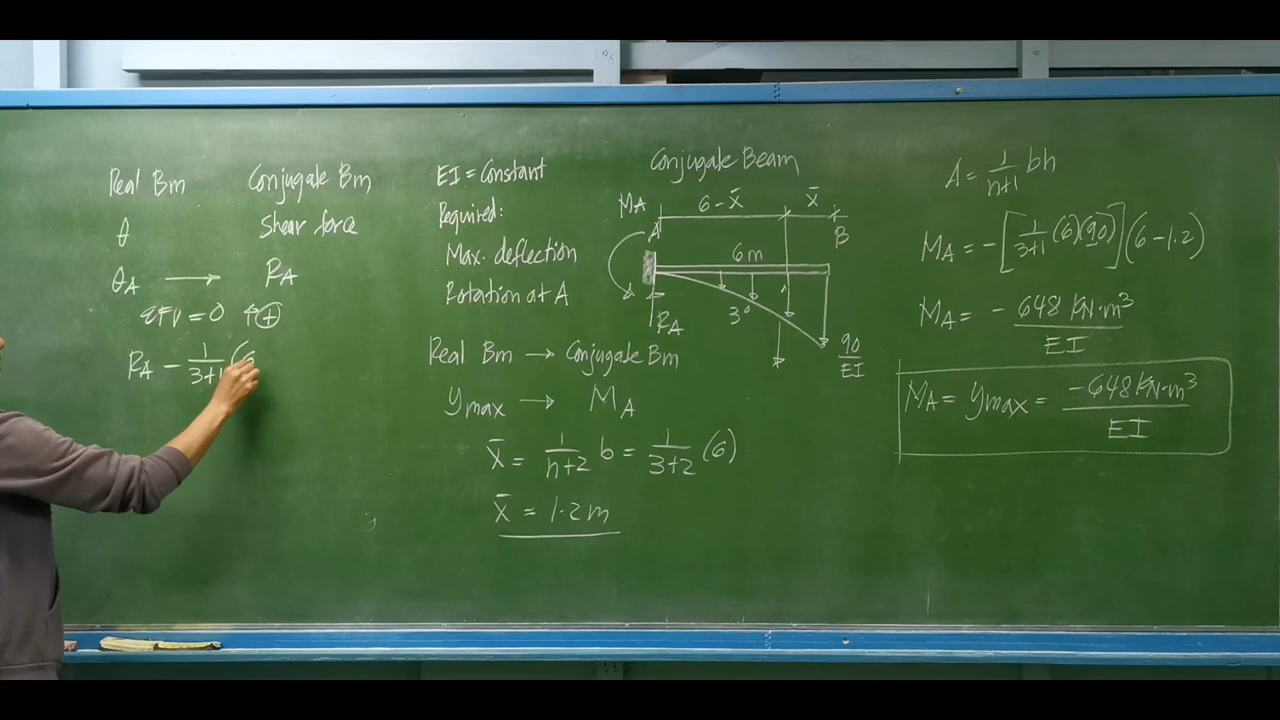 Real Bm Conjugate Bm
θ Shear force
θA → RA
ΣFV = 0 ↑⊕
RA − 1/(3+1) (6
EI = Constant
Required:
Max. deflection
Rotation at A
Real Bm → Conjugate Bm
Ymax → MA
x̄ = 1/(n+2) b = 1/(3+2) (6)
x̄ = 1.2 m
Conjugate Beam
MA 6 - x̄ x̄
A B
6 m
RA 3°
90/EI
A = 1/(n+1) bh
MA = -[1/(3+1) (6)(90)](6 - 1.2)
MA = - 648 KN·m³/EI
MA = Ymax = -648 KN·m³/EI